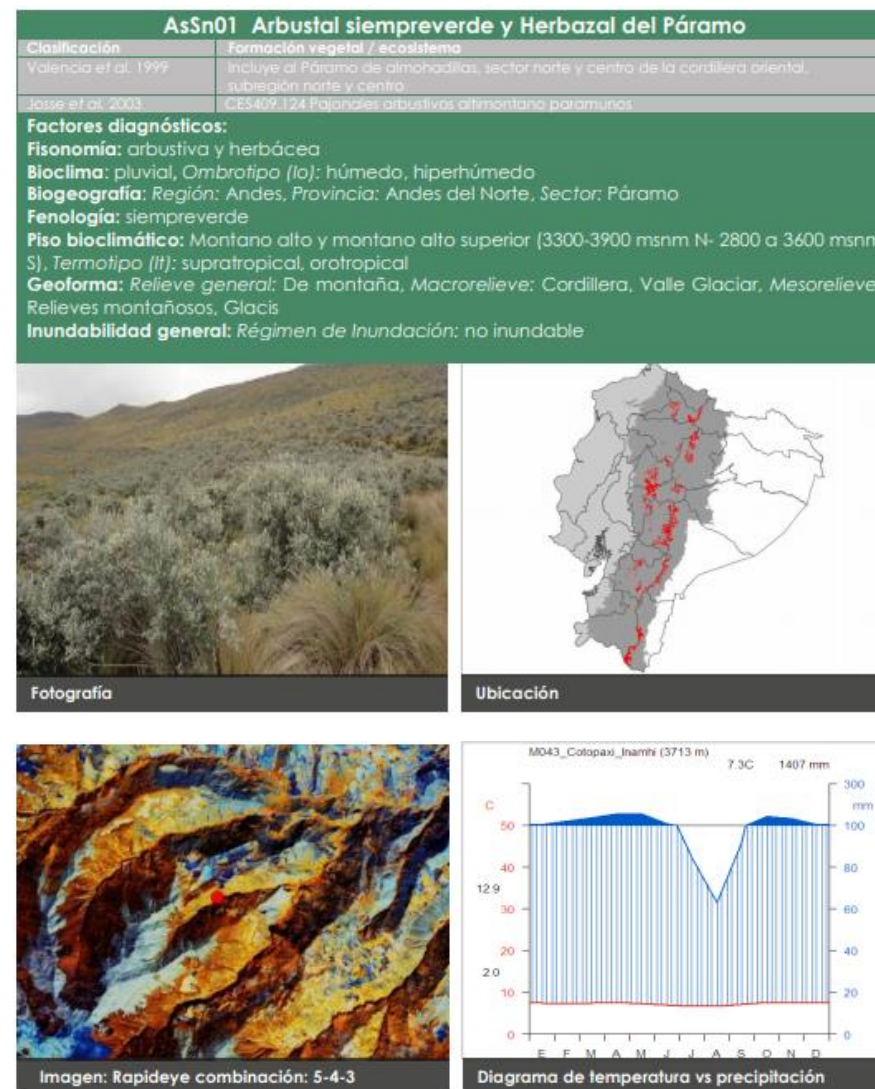 AsSn01 Arbustal siempreverde y Herbazal del Páramo
Clasificación Formación vegetal / ecosistema
Valencia et al. 1999 Incluye al Páramo de almohadillas, sector norte y centro de la cordillera oriental,
subregión norte y centro
Josse et al. 2003 CES409.124 Pajonales arbustivos altimontano paramunos
Factores diagnósticos:
Fisonomía: arbustiva y herbácea
Bioclima: pluvial, Ombrotipo (Io): húmedo, hiperhúmedo
Biogeografía: Región: Andes, Provincia: Andes del Norte, Sector: Páramo
Fenología: siempreverde
Piso bioclimático: Montano alto y montano alto superior (3300-3900 msnm N- 2800 a 3600 msnm
S), Termotipo (It): supratropical, orotropical
Geoforma: Relieve general: De montaña, Macrorelieve: Cordillera, Valle Glaciar, Mesorelieve
Relieves montañosos, Glacis
Inundabilidad general: Régimen de Inundación: no inundable
Fotografía
Ubicación
M043_Cotopaxi_Inamhi (3713 m)
7.3C 1407 mm
300
C mm
50 100
40 80
12.9
30 60
20 40
2.0
10 20
0 0
E F M A M J J A S O N D
Imagen: Rapideye combinación: 5-4-3
Diagrama de temperatura vs precipitación